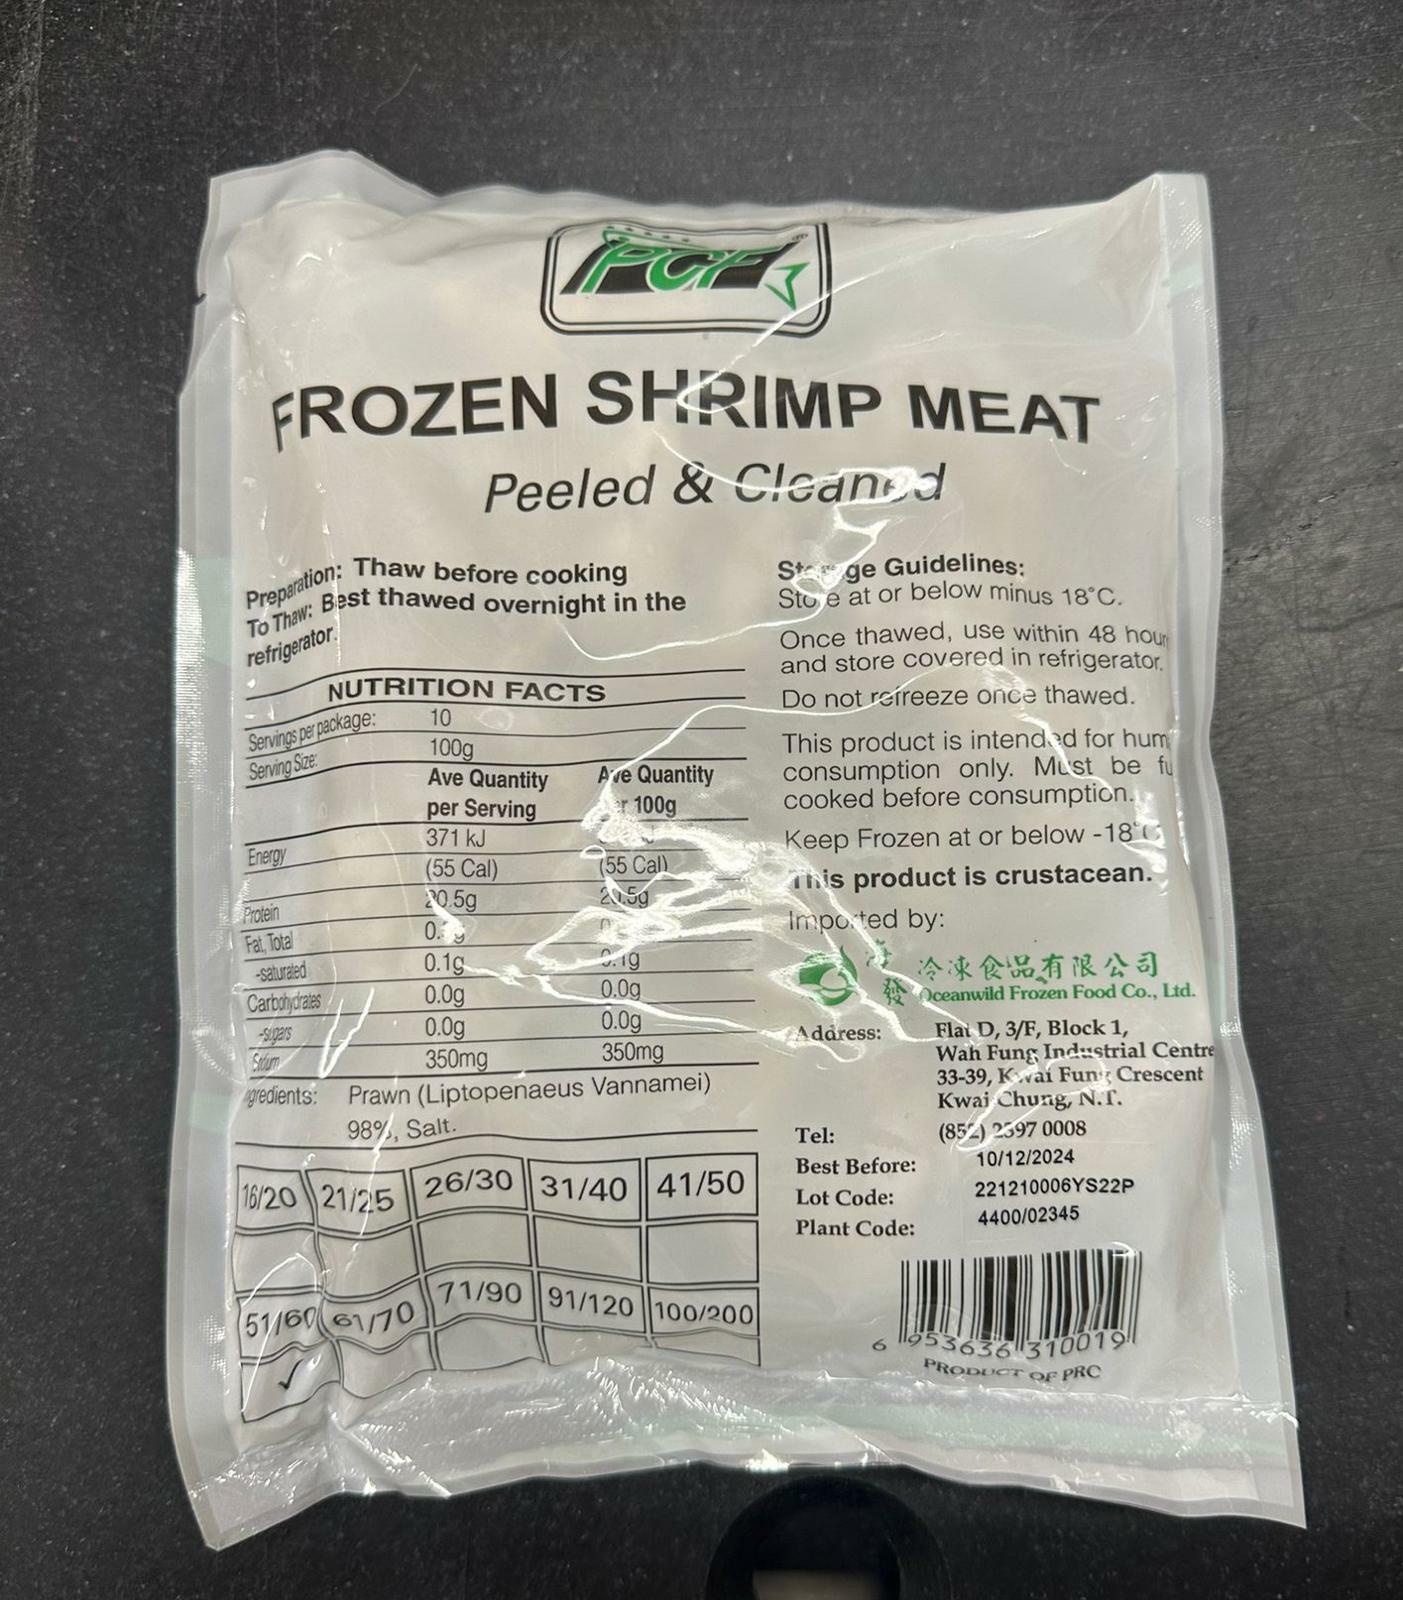 PCF®
FROZEN SHRIMP MEAT
Peeled & Cleaned
Preparation: Thaw before cooking
To Thaw: Best thawed overnight in the
refrigerator.
NUTRITION FACTS
Servings per package: 10
Serving Size: 100g
Ave Quantity Ave Quantity
per Serving 100g
Energy 371 kJ
(55 Cal) (55 Cal)
Protein 20.5g 20.5g
Fat, Total
-saturated 0.1g 0.1g
Carbohydrates 0.0g 0.0g
-sugars 0.0g 0.0g
350mg 350mg
Prawn (Liptopenaeus Vannamei)
98%, Salt.
16/20 21/25 26/30 31/40 41/50
51/60 61/70 71/90 91/120 100/200
✓
Storage Guidelines:
Store at or below minus 18°C.
Once thawed, use within 48 hour
and store covered in refrigerator.
Do not refreeze once thawed.
This product is intended for hum
consumption only. Must be fu
cooked before consumption.
Keep Frozen at or below -18°C
This product is crustacean.
Imported by:
海發 冷凍食品有限公司
Oceanwild Frozen Food Co., Ltd.
Address: Flat D, 3/F, Block 1,
Wah Fung Industrial Centre
33-39, Kwai Fung Crescent
Kwai Chung, N.T.
Tel: (852) 2397 0008
Best Before: 10/12/2024
Lot Code: 221210006YS22P
Plant Code: 4400/02345
6 953636 310019
PRODUCT OF PRC